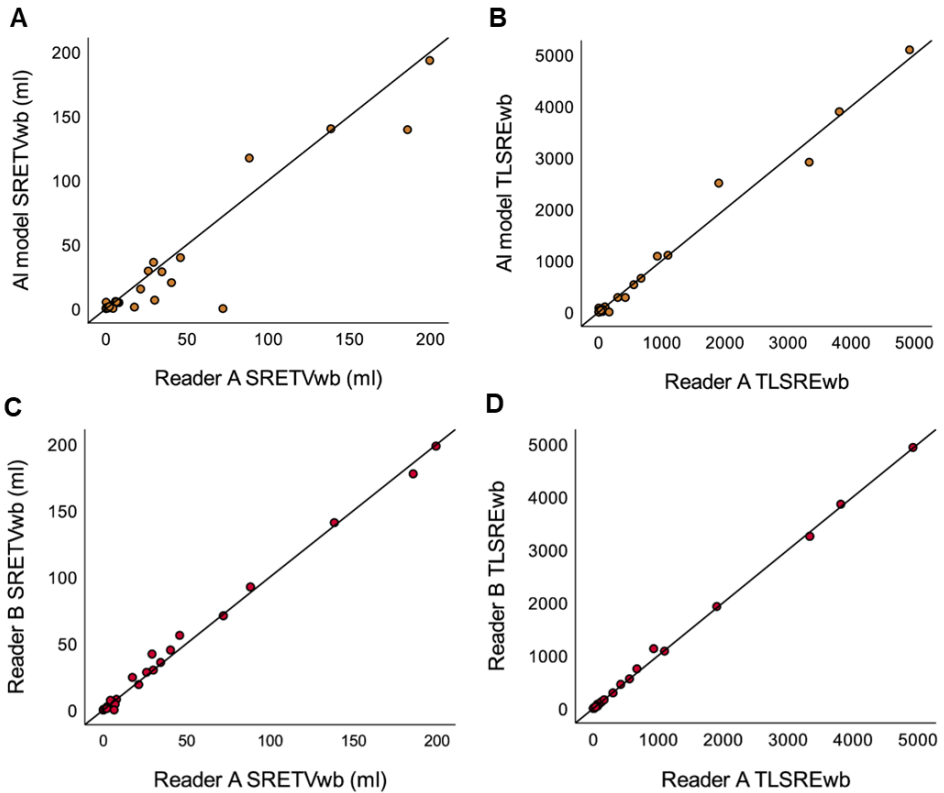 A
AI model SRETVwb (ml)
200
150
100
50
0
0 50 100 150 200
Reader A SRETVwb (ml)
B
AI model TLSREwb
5000
4000
3000
2000
1000
0
0 1000 2000 3000 4000 5000
Reader A TLSREwb
C
Reader B SRETVwb (ml)
200
150
100
50
0
0 50 100 150 200
Reader A SRETVwb (ml)
D
Reader B TLSREwb
5000
4000
3000
2000
1000
0
0 1000 2000 3000 4000 5000
Reader A TLSREwb